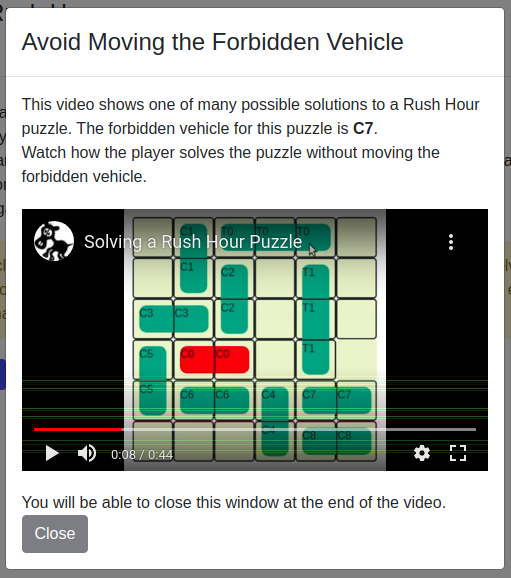 Avoid Moving the Forbidden Vehicle
This video shows one of many possible solutions to a Rush Hour
puzzle. The forbidden vehicle for this puzzle is C7.
Watch how the player solves the puzzle without moving the
forbidden vehicle.
Solving a Rush Hour Puzzle
C1 T0 T0 T0
C1 C2 T1
C3 C3 C2 T1
C5 C0 C0 T1
C5 C6 C6 C4 C7 C7
C4 C8 C8
0:08 / 0:44
You will be able to close this window at the end of the video.
Close